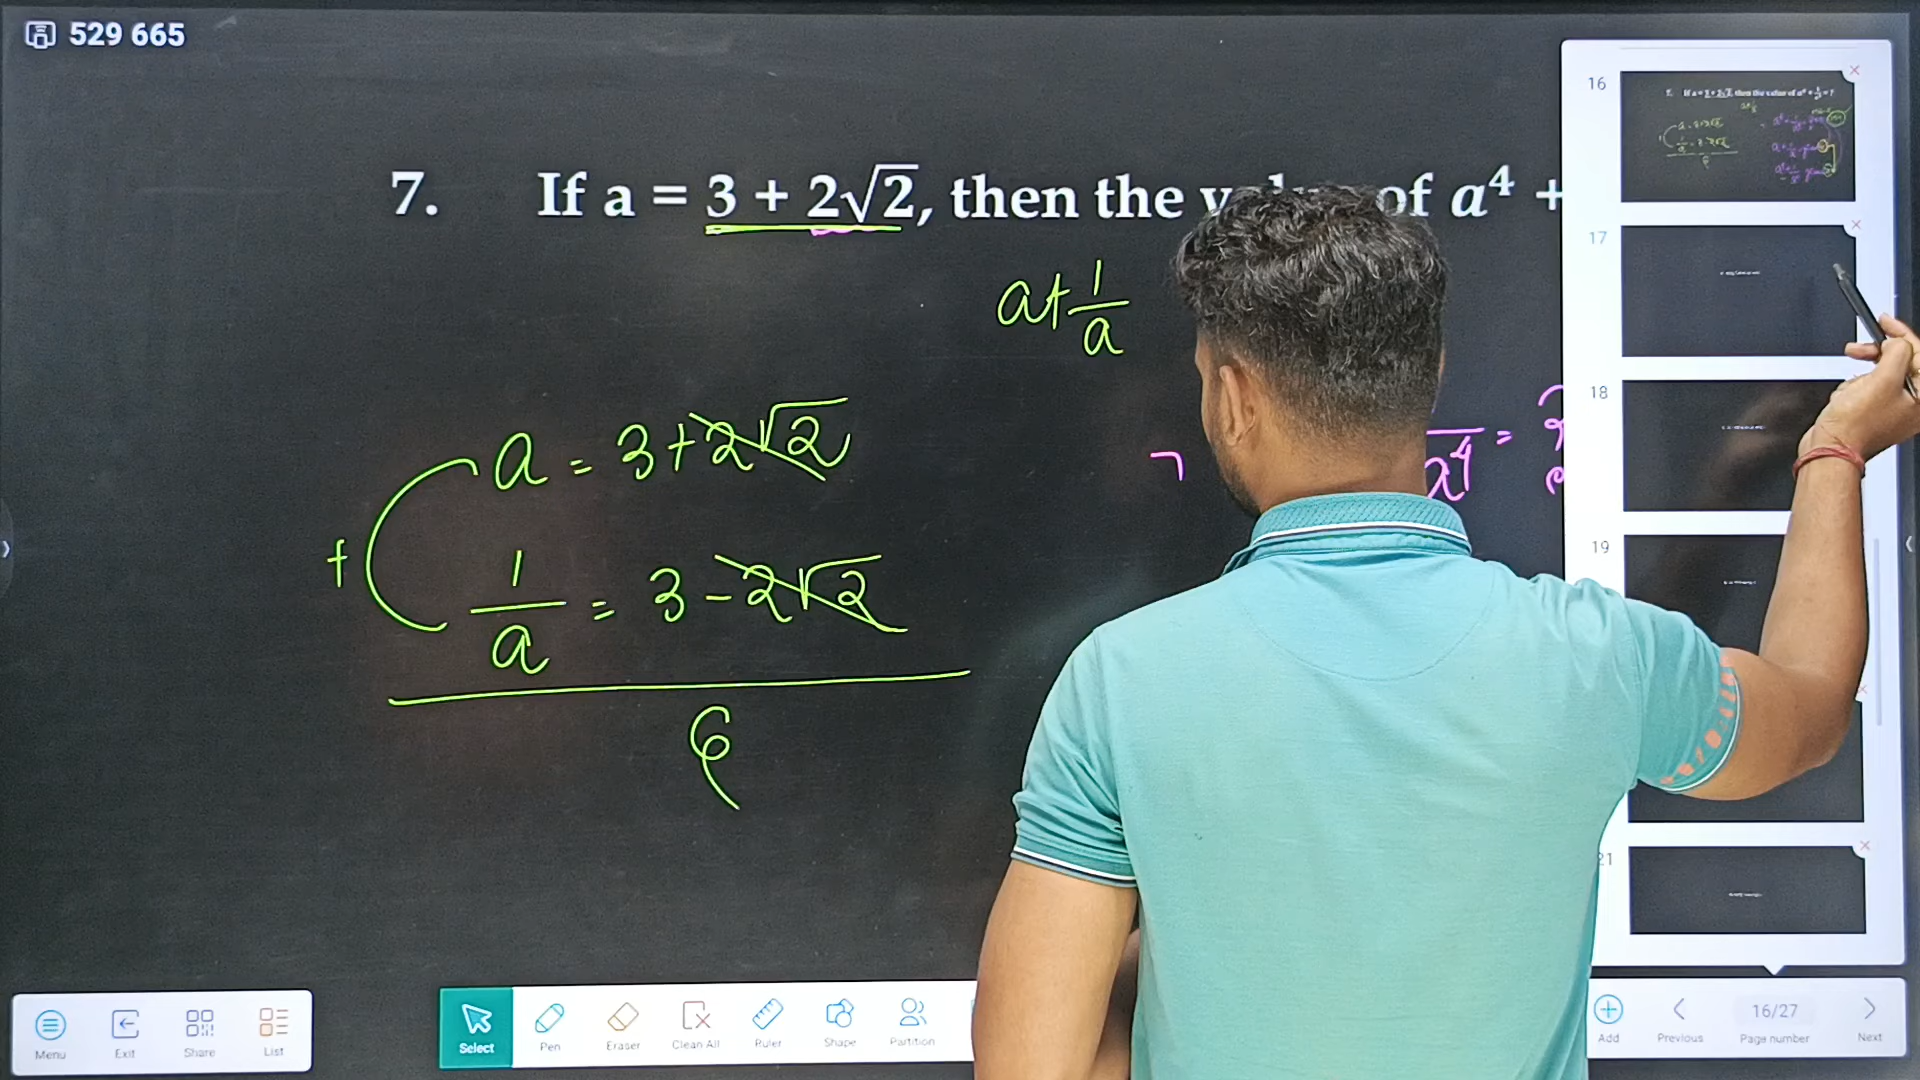 529 665
7. If a = 3 + 2√2, then the v of a⁴ +
a + 1/a
a = 3 + 2√2
+
1/a = 3 - 2√2
6
a⁴ =
16
17
18
19
21
Menu Exit Share List
Select Pen Eraser Clean All Ruler Shape Partition
Add Previous 16/27 Page number Next